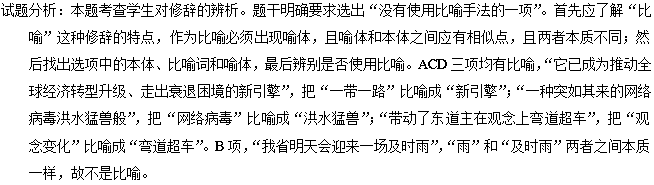 试题分析：本题考查学生对修辞的辨析。题干明确要求选出“没有使用比喻手法的一项”。首先应了解“比
喻”这种修辞的特点，作为比喻必须出现喻体，且喻体和本体之间应有相似点，且两者本质不同；然
后找出选项中的本体、比喻词和喻体，最后辨别是否使用比喻。ACD 三项均有比喻，“它已成为推动全
球经济转型升级、走出衰退困境的新引擎”，把“一带一路”比喻成“新引擎”；“一种突如其来的网络
病毒洪水猛兽般”，把“网络病毒”比喻成“洪水猛兽”；“带动了东道主在观念上弯道超车”，把“观
念变化”比喻成“弯道超车”。B 项，“我省明天会迎来一场及时雨”，“雨”和“及时雨”两者之间本质
一样，故不是比喻。